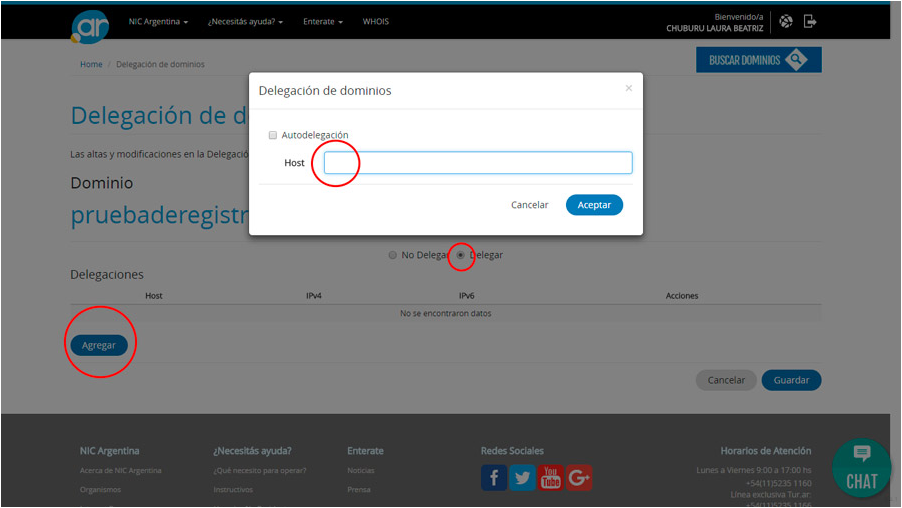 .ar
NIC Argentina
¿Necesitás ayuda?
Enterate
WHOIS
Bienvenido/a
CHUBURU LAURA BEATRIZ
Home / Delegación de dominios
BUSCAR DOMINIOS
Delegación de dominios
×
Autodelegación
Host
Cancelar
Aceptar
Delegación de d
Las altas y modificaciones en la Delegació
Dominio
pruebaderegistr
No Delegar
Delegar
Delegaciones
Host IPv4 IPv6 Acciones
No se encontraron datos
Agregar
Cancelar
Guardar
NIC Argentina
¿Necesitás ayuda?
Enterate
Redes Sociales
Horarios de Atención
Acerca de NIC Argentina
¿Qué necesito para operar?
Noticias
You Tube
Lunes a Viernes 9:00 a 17:00 hs
+54(11)5235 1160
Organismos
Instructivos
Prensa
Línea exclusiva Tur.ar:
+54(11)5235 1166
CHAT